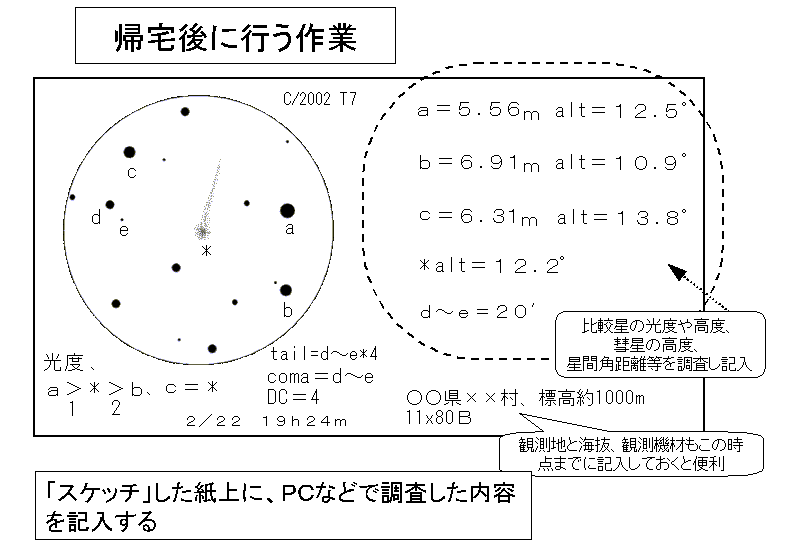 帰宅後に行う作業
C/2002 T7
a=5.56m alt=12.5°
b=6.91m alt=10.9°
c=6.31m alt=13.8°
*alt=12.2°
d～e=20′
c
d
e
a
*
b
比較星の光度や高度、
彗星の高度、
星間角距離等を調査し記入
光度、
a＞*＞b、c＝*
1 2
tail=d～e*4
coma=d～e
DC=4
2／22 19h24m
〇〇県××村、標高約1000m
11x80B
観測地と海抜、観測機材もこの時
点までに記入しておくと便利
「スケッチ」した紙上に、PCなどで調査した内容
を記入する